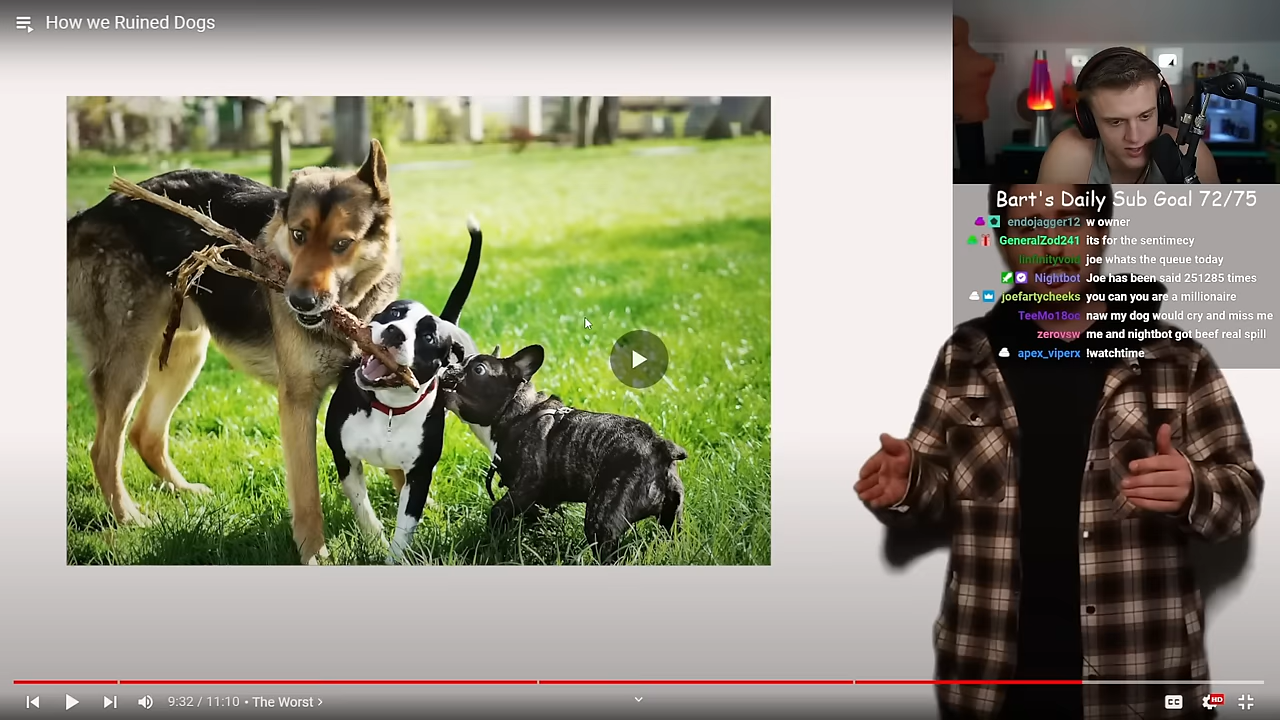 How we Ruined Dogs
Bart's Daily Sub Goal 72/75
endojagger12 w owner
GeneralZod241 its for the sentimecy
joe whats the queue today
Nightbot Joe has been said 251285 times
joefartycheeks you can you are a millionaire
TeeMo18oc naw my dog would cry and miss me
zerovsw me and nightbot got beef real spill
apex_viperx !watchtime
9:32 / 11:10 • The Worst >
CC
HD